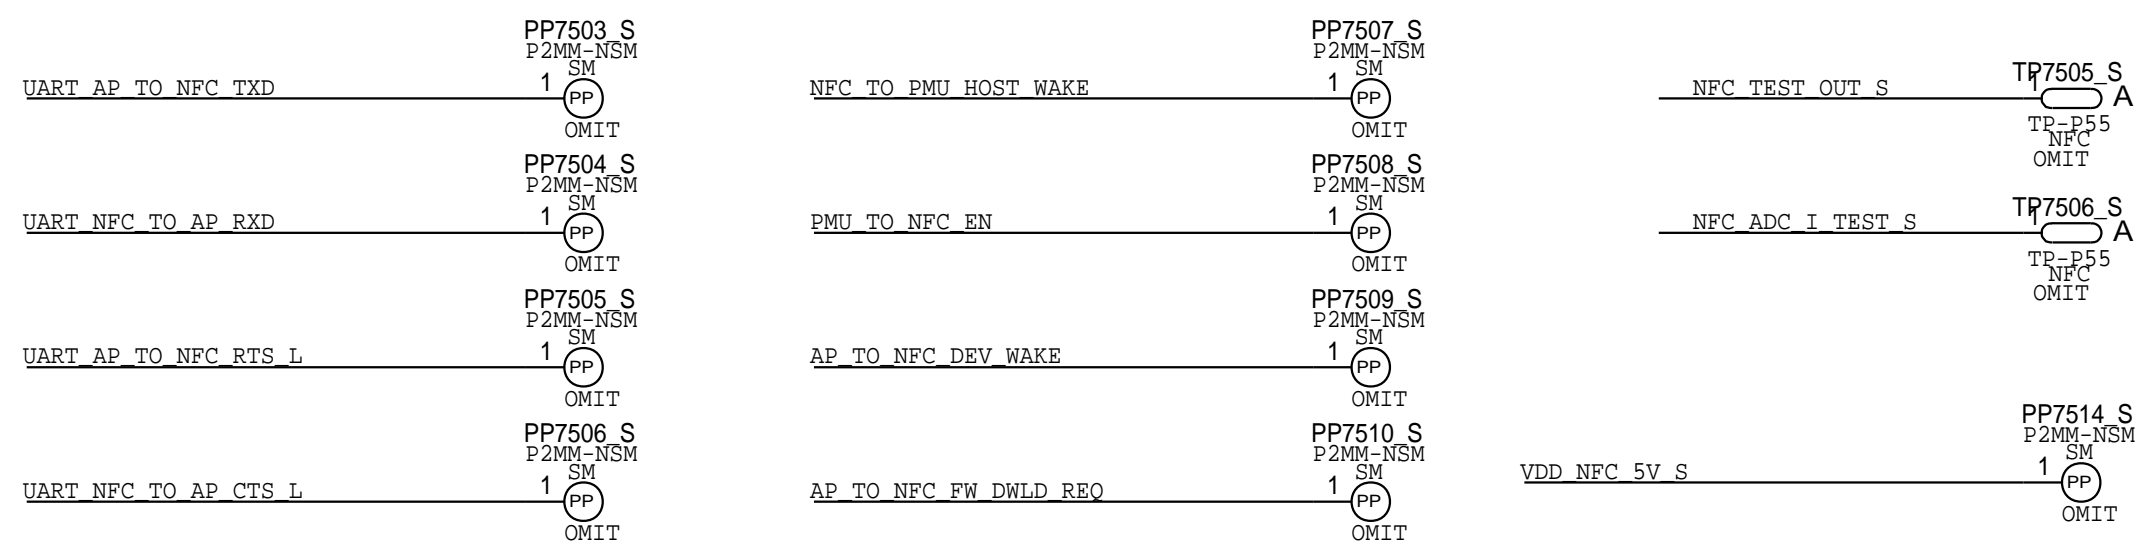 PP7503_S
P2MM-NSM
SM
UART_AP_TO_NFC_TXD
1
PP
OMIT
PP7504_S
P2MM-NSM
SM
UART_NFC_TO_AP_RXD
1
PP
OMIT
PP7505_S
P2MM-NSM
SM
UART_AP_TO_NFC_RTS_L
1
PP
OMIT
PP7506_S
P2MM-NSM
SM
UART_NFC_TO_AP_CTS_L
1
PP
OMIT
PP7507_S
P2MM-NSM
SM
NFC_TO_PMU_HOST_WAKE
1
PP
OMIT
PP7508_S
P2MM-NSM
SM
PMU_TO_NFC_EN
1
PP
OMIT
PP7509_S
P2MM-NSM
SM
AP_TO_NFC_DEV_WAKE
1
PP
OMIT
PP7510_S
P2MM-NSM
SM
AP_TO_NFC_FW_DWLD_REQ
1
PP
OMIT
TP7505_S
NFC_TEST_OUT_S
1
A
TP-P55
NFC
OMIT
TP7506_S
NFC_ADC_I_TEST_S
1
A
TP-P55
NFC
OMIT
PP7514_S
P2MM-NSM
SM
VDD_NFC_5V_S
1
PP
OMIT